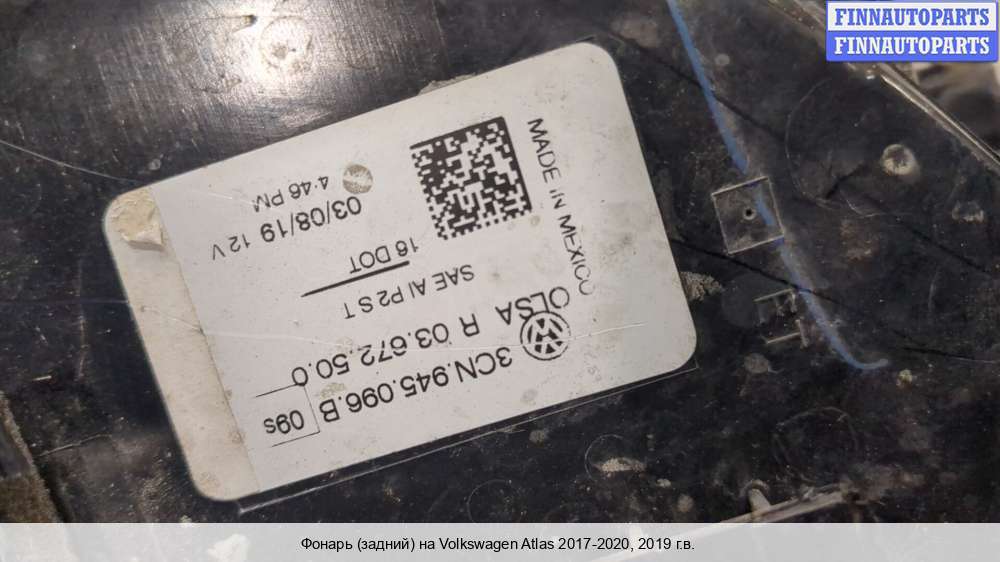 FINNAUTOPARTS
FINNAUTOPARTS
3CN.945.096.B
09s
OLSA R 03.672.50.0
SAE AI P2 S T
16 DOT
03/08/19 12 V
4:46 PM
MADE IN MEXICO
Фонарь (задний) на Volkswagen Atlas 2017-2020, 2019 г.в.